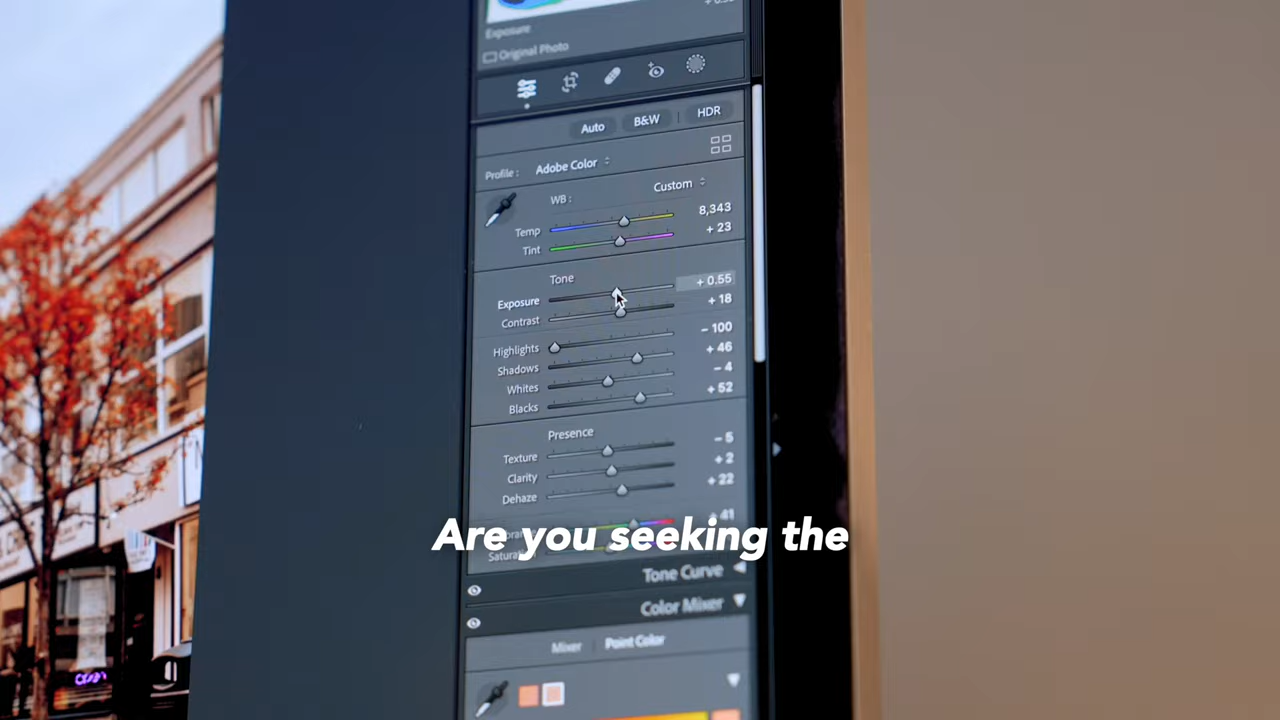 Exposure
Original Photo
Auto B&W HDR
Profile : Adobe Color
WB : Custom
Temp 8,343
Tint + 23
Tone
Exposure + 0.55
Contrast + 18
Highlights – 100
Shadows + 46
Whites – 4
Blacks + 52
Presence
Texture – 5
Clarity + 2
Dehaze + 22
+ 41
Are you seeking the
Tone Curve
Color Mixer
Mixer Point Color